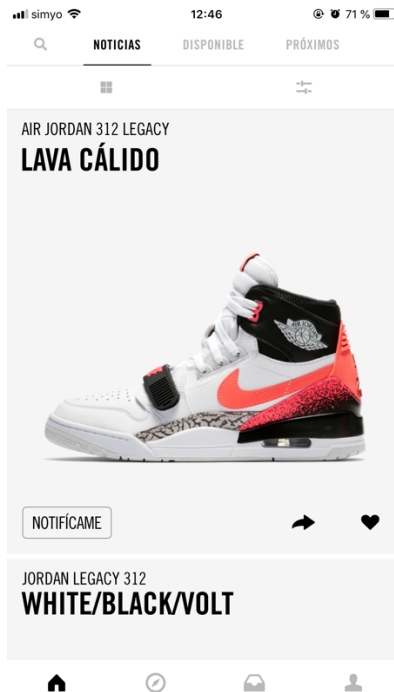 simyo 12:46 71 %
NOTICIAS DISPONIBLE PRÓXIMOS
AIR JORDAN 312 LEGACY
LAVA CÁLIDO
NOTIFÍCAME
JORDAN LEGACY 312
WHITE/BLACK/VOLT